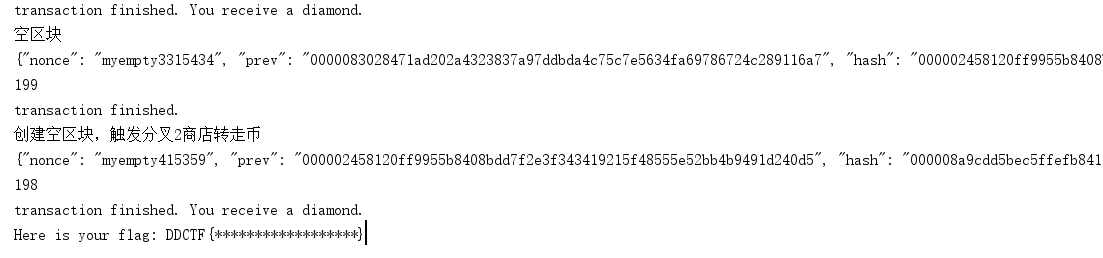 transaction finished. You receive a diamond.
空区块
{"nonce": "myempty3315434", "prev": "0000083028471ad202a4323837a97ddbda4c75c7e5634fa69786724c289116a7", "hash": "000002458120ff9955b8408
199
transaction finished.
创建空区块，触发分叉2商店转走币
{"nonce": "myempty415359", "prev": "000002458120ff9955b8408bdd7f2e3f343419215f48555e52bb4b9491d240d5", "hash": "000008a9cdd5bec5ffefb841
198
transaction finished. You receive a diamond.
Here is your flag: DDCTF{******************}